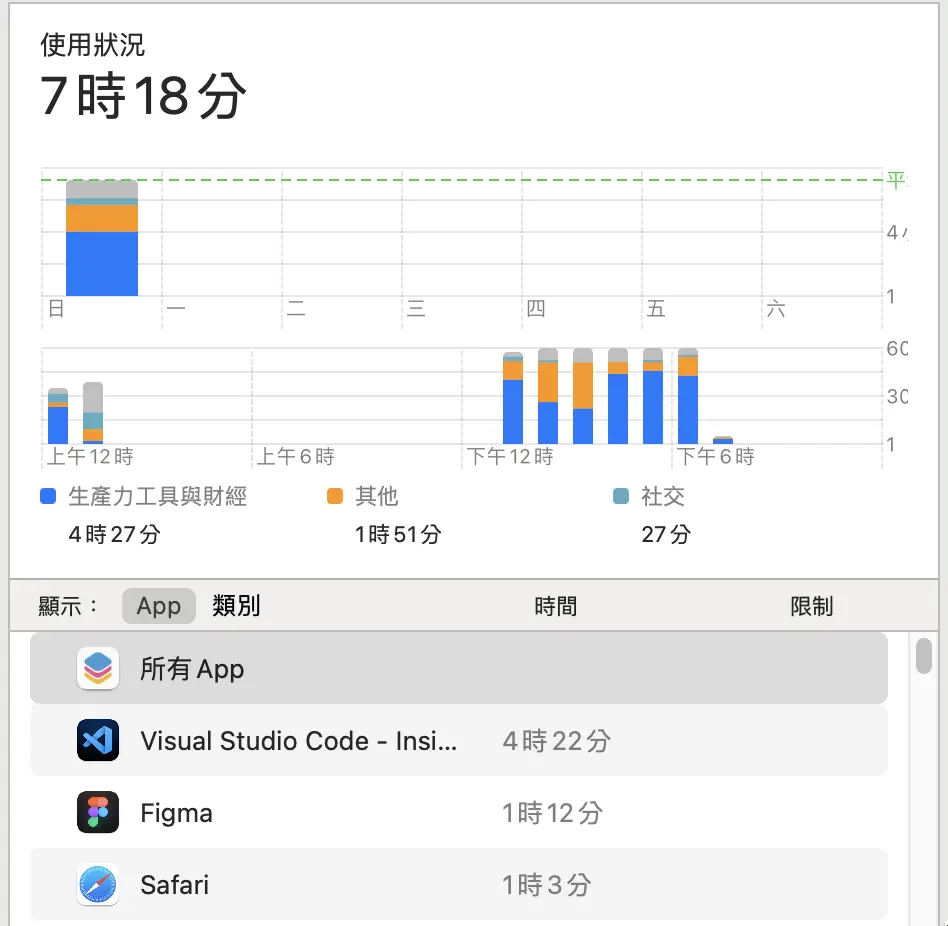 使用狀況
7時18分
平
4
1
日 一 二 三 四 五 六
60
30
1
上午12時 上午6時 下午12時 下午6時
生產力工具與財經 其他 社交
4時27分 1時51分 27分
顯示： App 類別 時間 限制
所有App
Visual Studio Code - Insi... 4時22分
Figma 1時12分
Safari 1時3分